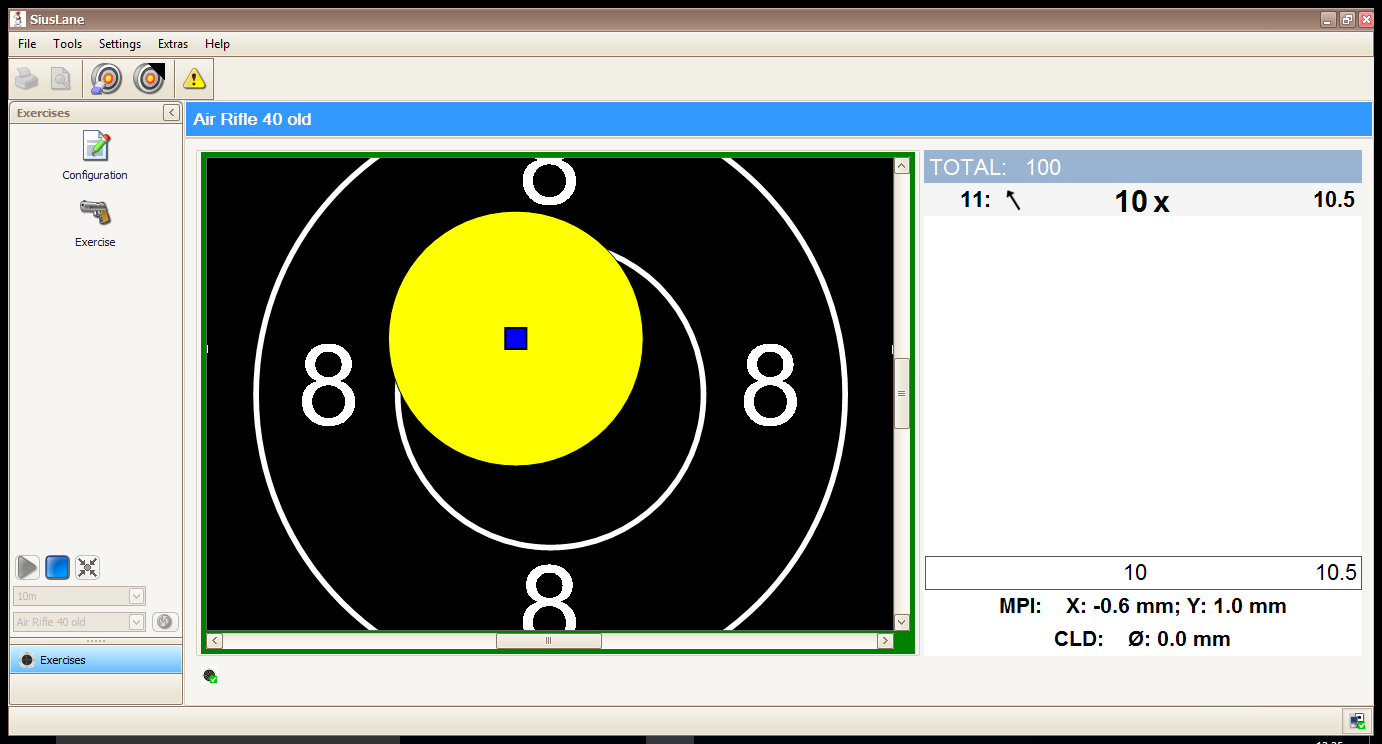 SiusLane
File Tools Settings Extras Help
Exercises
Configuration
Exercise
10m
Air Rifle 40 old
Exercises
Air Rifle 40 old
8
8 8
8
TOTAL: 100
11: 10 x 10.5
10 10.5
MPI: X: -0.6 mm; Y: 1.0 mm
CLD: Ø: 0.0 mm